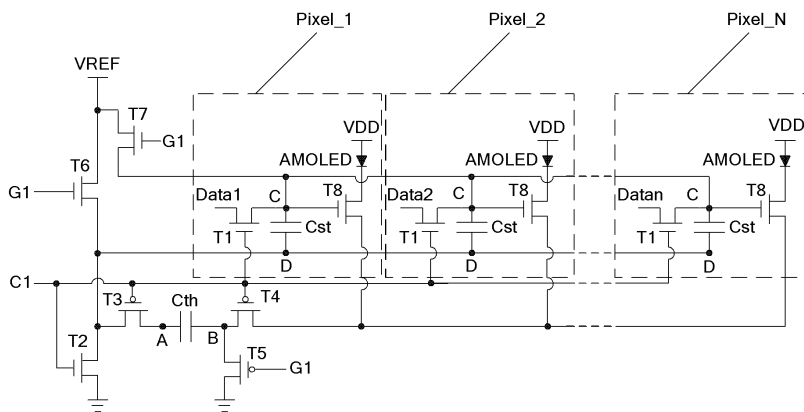 Pixel_1 Pixel_2 Pixel_N
VREF
T7
G1
VDD VDD VDD
AMOLED AMOLED AMOLED
T6
G1
Data1 C T8 Data2 C T8 Datan C T8
T1 Cst T1 Cst T1 Cst
D D D
C1
T3 Cth T4
A B
T2 T5 G1